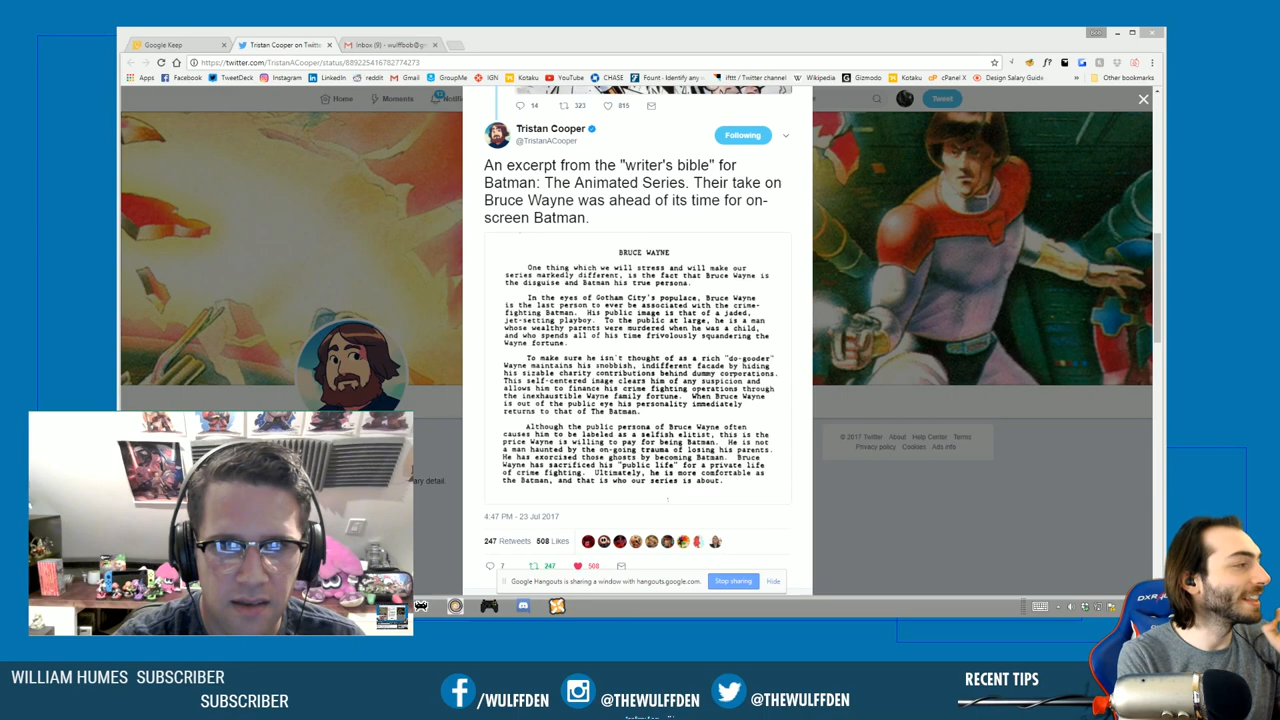 Google Keep
Tristan Cooper on Twitte
Inbox (9) - wulffbob@g
https://twitter.com/TristanACooper/status/889225416782774273
Apps
Facebook
TweetDeck
Instagram
LinkedIn
reddit
Gmail
GroupMe
IGN
Kotaku
YouTube
CHASE
Fount - Identify any
ifttt / Twitter channel
Wikipedia
Gizmodo
Kotaku
cPanel X
Design Salary Guide
Other bookmarks
Home
Moments
Notifi
Tweet
14
323
815
Tristan Cooper
@TristanACooper
Following
An excerpt from the "writer's bible" for
Batman: The Animated Series. Their take on
Bruce Wayne was ahead of its time for on-
screen Batman.
BRUCE WAYNE
One thing which we will stress and will make our
series markedly different, is the fact that Bruce Wayne is
the disguise and Batman his true persona.
In the eyes of Gotham City's populace, Bruce Wayne
is the last person to ever be associated with the crime-
fighting Batman. His public image is that of a jaded,
jet-setting playboy. To the public at large, he is a man
whose wealthy parents were murdered when he was a child,
and who spends all of his time frivolously squandering the
Wayne fortune.
To make sure he isn't thought of as a rich "do-gooder"
Wayne maintains his snobbish, indifferent facade by hiding
his sizable charity contributions behind dummy corporations.
This self-centered image clears him of any suspicion and
allows him to finance his crime fighting operations through
the inexhaustible Wayne family fortune. When Bruce Wayne
is out of the public eye his personality immediately
returns to that of The Batman.
Although the public persona of Bruce Wayne often
causes him to be labeled as a selfish elitist, this is the
price Wayne is willing to pay for being Batman. He is not
a man haunted by the on-going trauma of losing his parents.
He has exorcised those ghosts by becoming Batman. Bruce
Wayne has sacrificed his "public life" for a private life
of crime fighting. Ultimately, he is more comfortable as
the Batman, and that is who our series is about.
4:47 PM - 23 Jul 2017
247 Retweets 508 Likes
7
247
508
© 2017 Twitter About Help Center Terms
Privacy policy Cookies Ads info
ary detail
Google Hangouts is sharing a window with hangouts.google.com.
Stop sharing
Hide
DXR
WILLIAM HUMES SUBSCRIBER
SUBSCRIBER
/WULFFDEN
@THEWULFFDEN
@THEWULFFDEN
RECENT TIPS